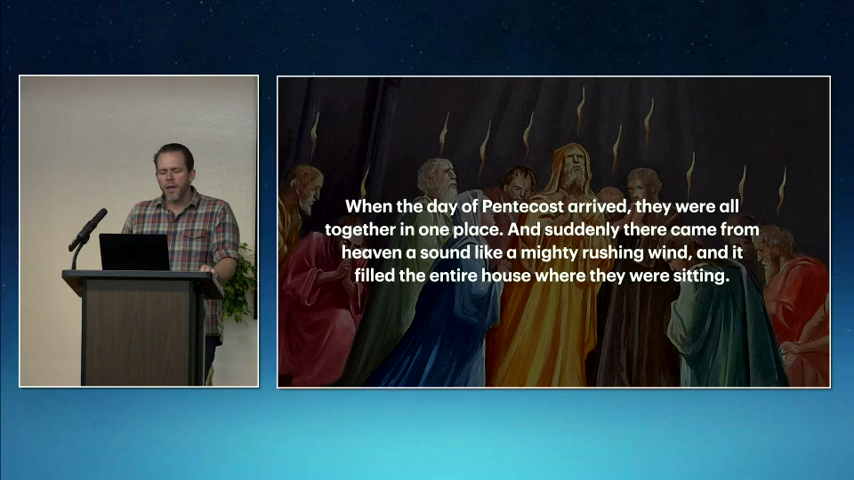 When the day of Pentecost arrived, they were all
together in one place. And suddenly there came from
heaven a sound like a mighty rushing wind, and it
filled the entire house where they were sitting.